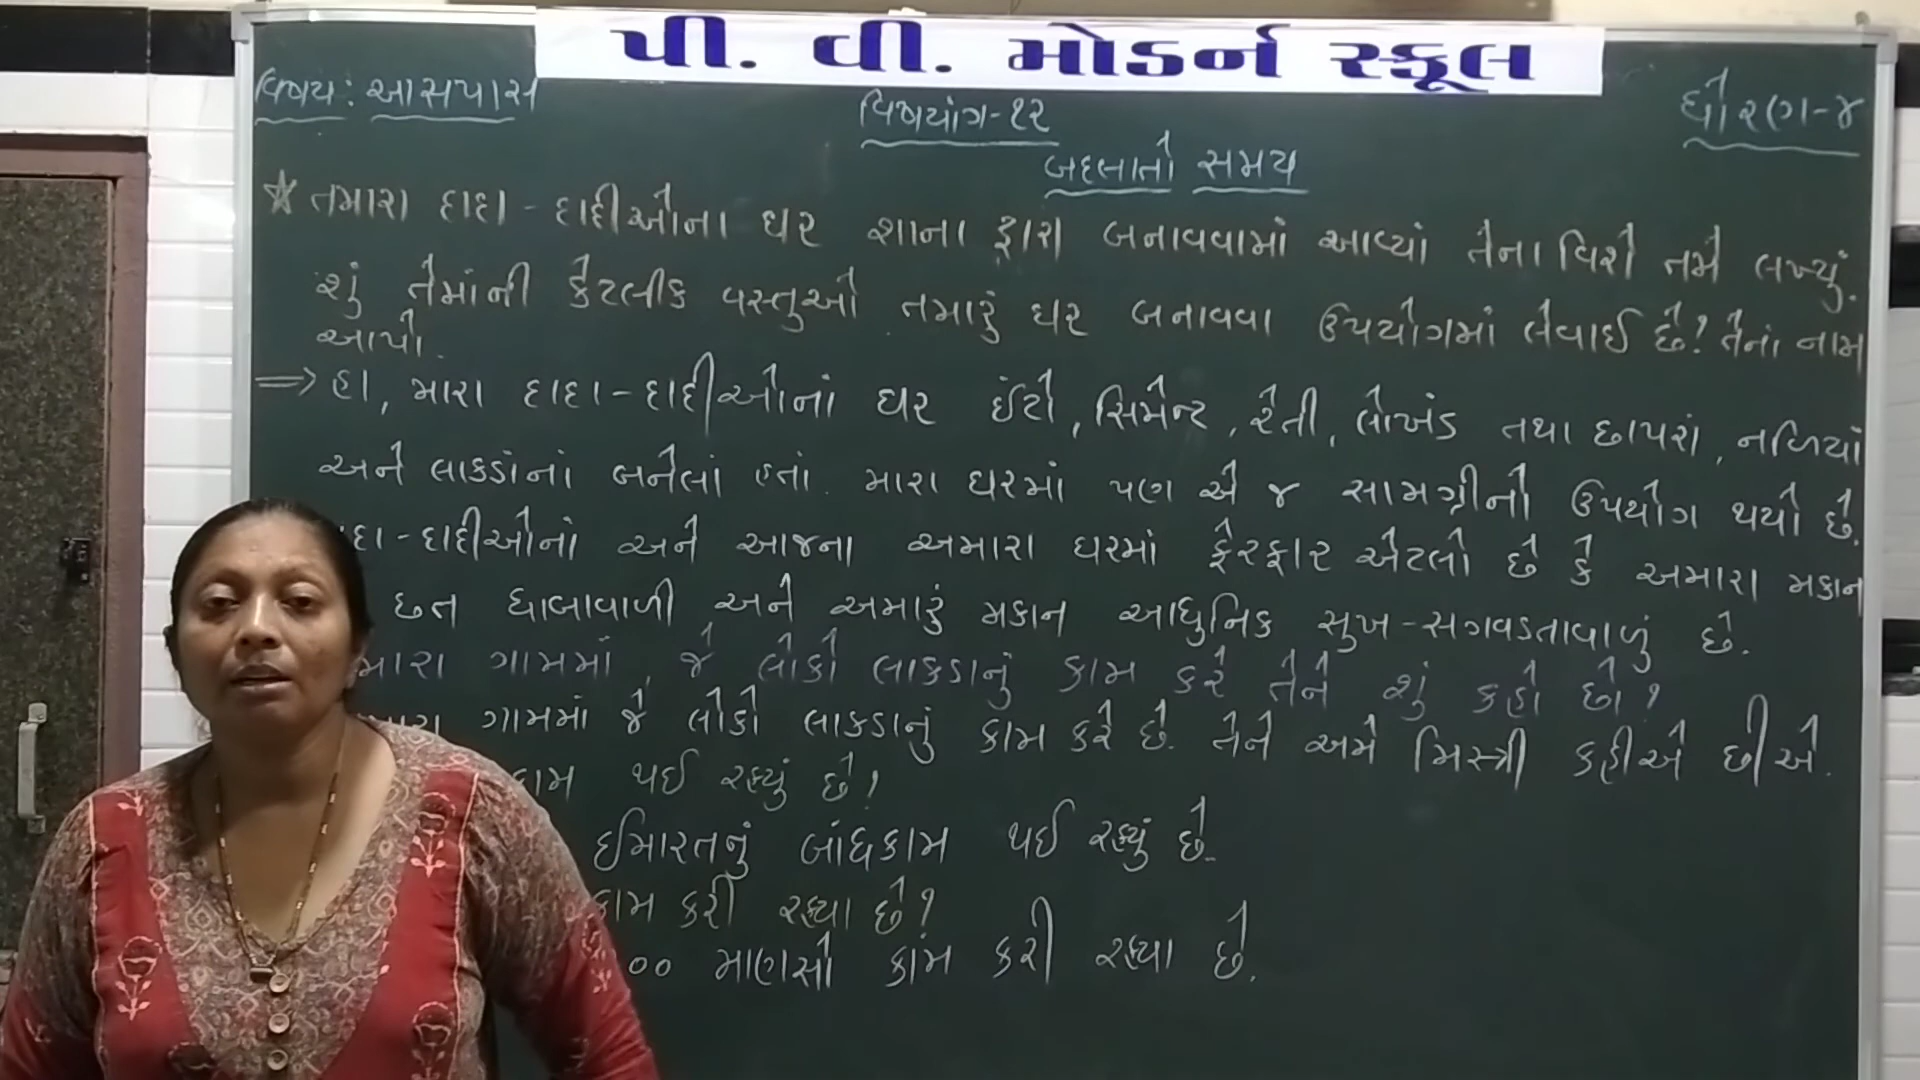 પી. વી. મોડર્ન સ્કૂલ
વિષય: આસપાસ
વિષયાંગ-૧૨
ધોરણ-૪
બદલાતો સમય
તમારા દાદા-દાદીઓના ઘર શાના દ્વારા બનાવવામાં આવ્યાં તેના વિશે તમે લખ્યું.
શું તેમાંની કેટલીક વસ્તુઓ તમારું ઘર બનાવવા ઉપયોગમાં લેવાઈ છે? તેનાં નામ
આપો.
⇒ હા, મારા દાદા-દાદીઓનાં ઘર ઈંટો, સિમેન્ટ, રેતી, લોખંડ તથા છાપરાં, નળિયાં
અને લાકડાંનાં બનેલાં હતાં. મારા ઘરમાં પણ એ જ સામગ્રીનો ઉપયોગ થયો છે.
દા-દાદીઓનાં અને આજના અમારા ઘરમાં ફેરફાર એટલો છે કે અમારા મકાન
છત ધાબાવાળી અને અમારું મકાન આધુનિક સુખ-સગવડતાવાળું છે.
મારા ગામમાં, જે લોકો લાકડાનું કામ કરે તેને શું કહો છો?
ગામમાં જે લોકો લાકડાનું કામ કરે છે. તેને અમે મિસ્ત્રી કહીએ છીએ.
કામ થઈ રહ્યું છે?
ઈમારતનું બાંધકામ થઈ રહ્યું છે.
કામ કરી રહ્યા છે?
૦૦ માણસો કામ કરી રહ્યા છે.